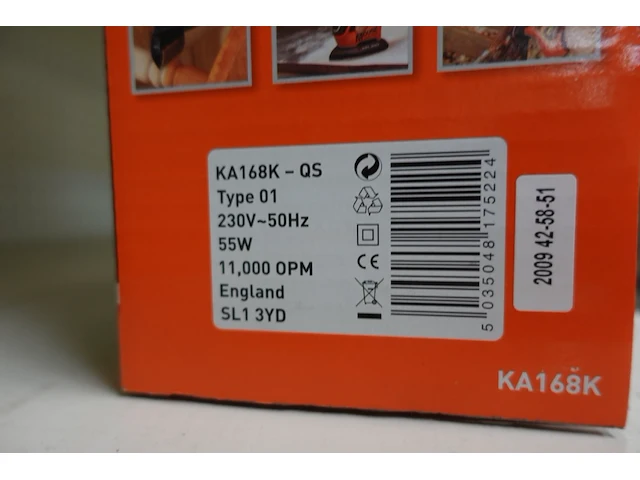 KA168K – QS
Type 01
230V~50Hz
55W
11,000 OPM
England
SL1 3YD
CE
5 035048 175224
2009 42-58-51
KA168K